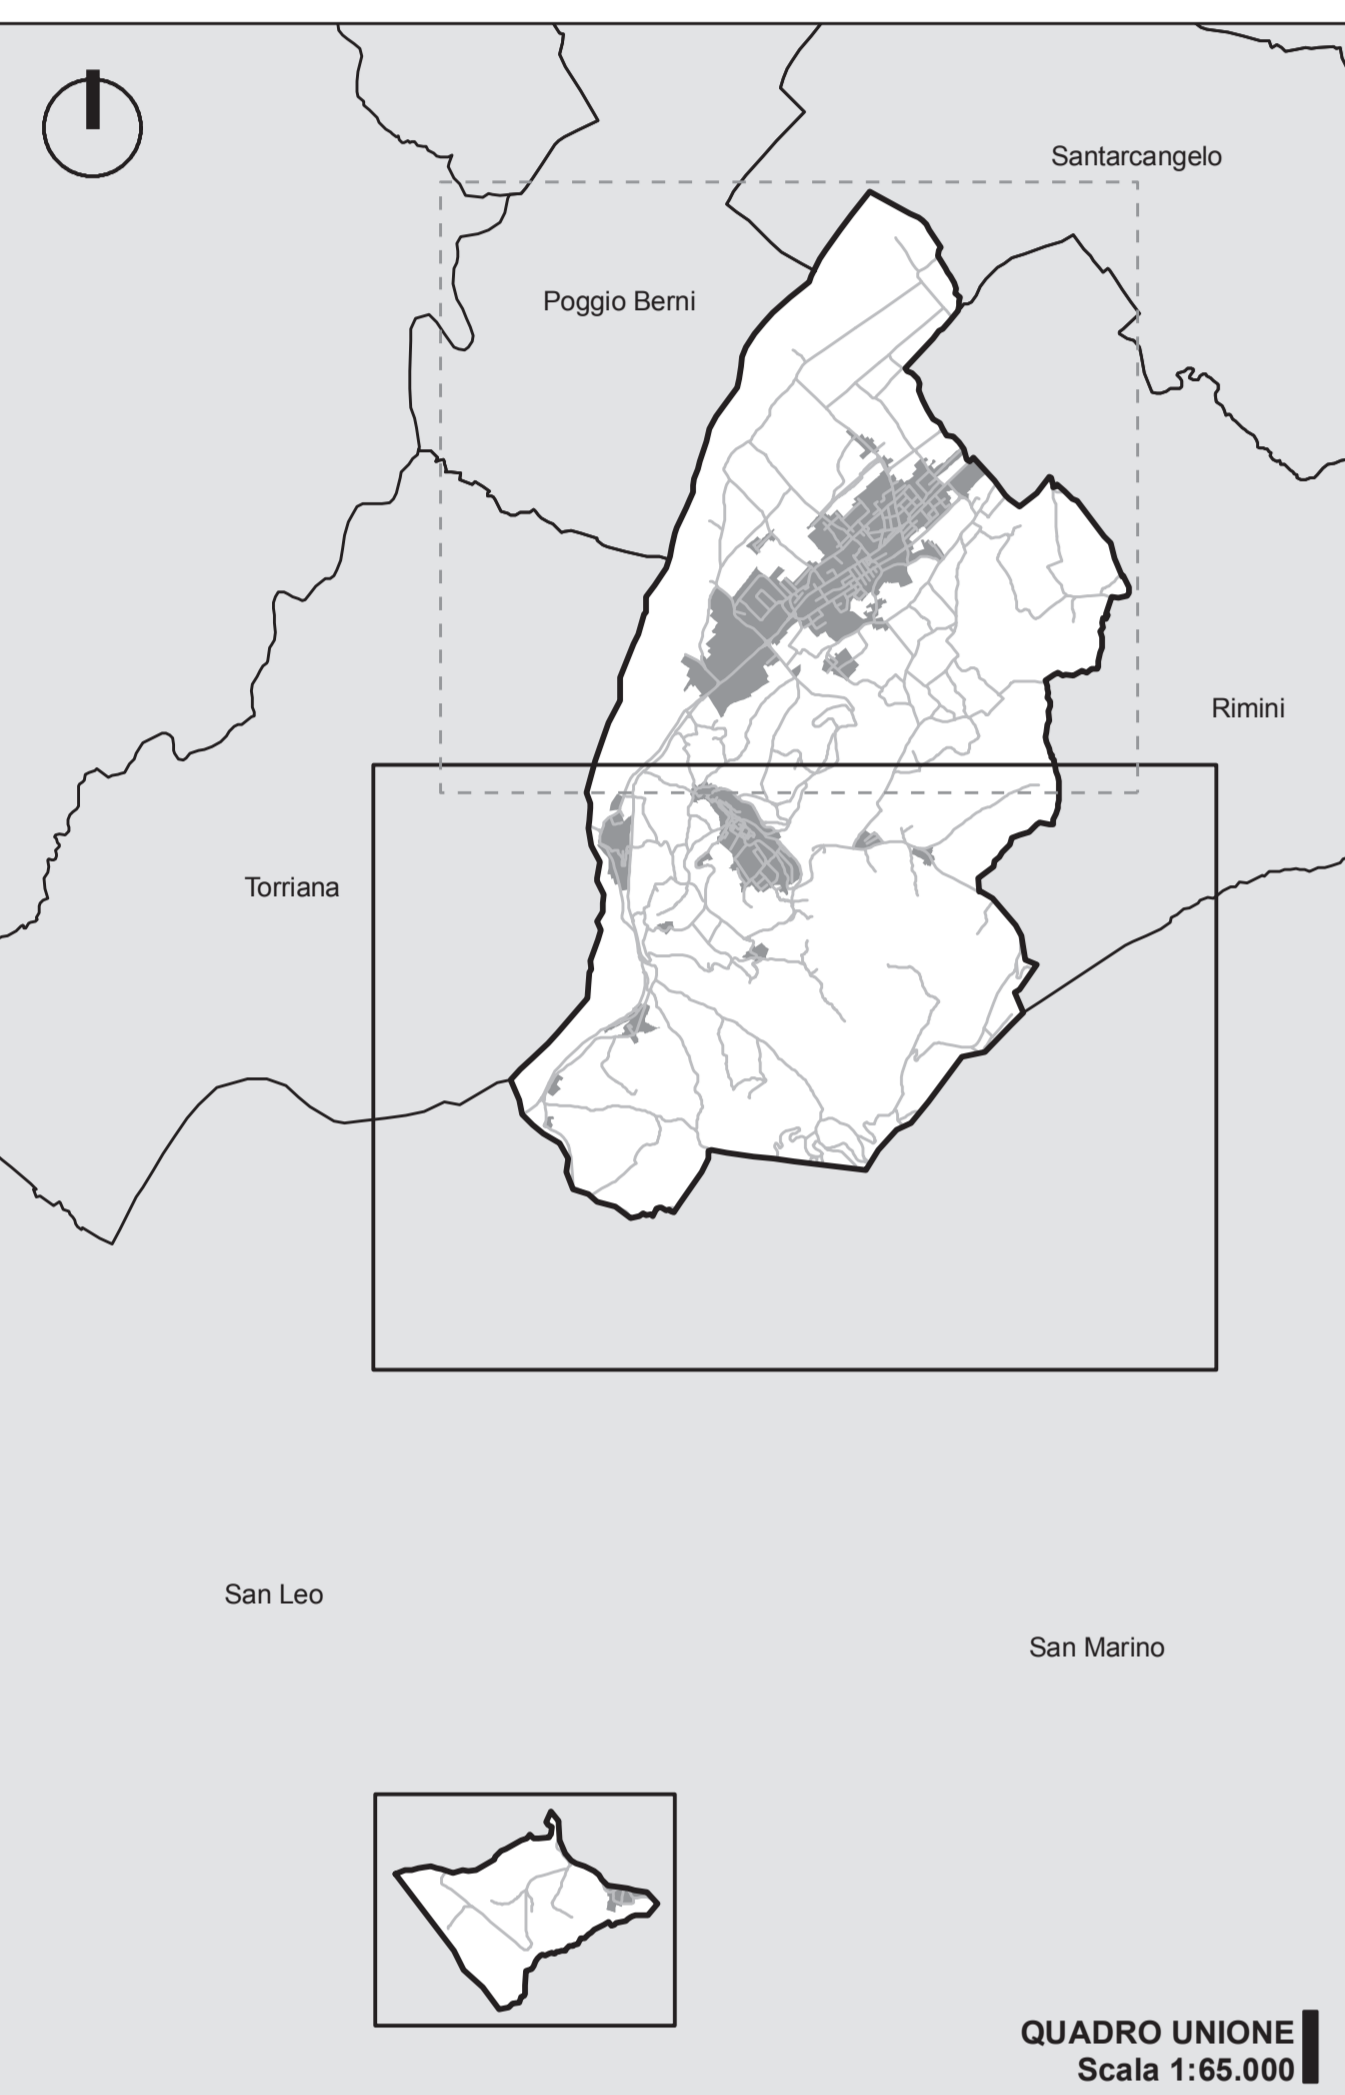 Santarcangelo
Poggio Berni
Rimini
Torriana
San Leo
San Marino
QUADRO UNIONE
Scala 1:65.000